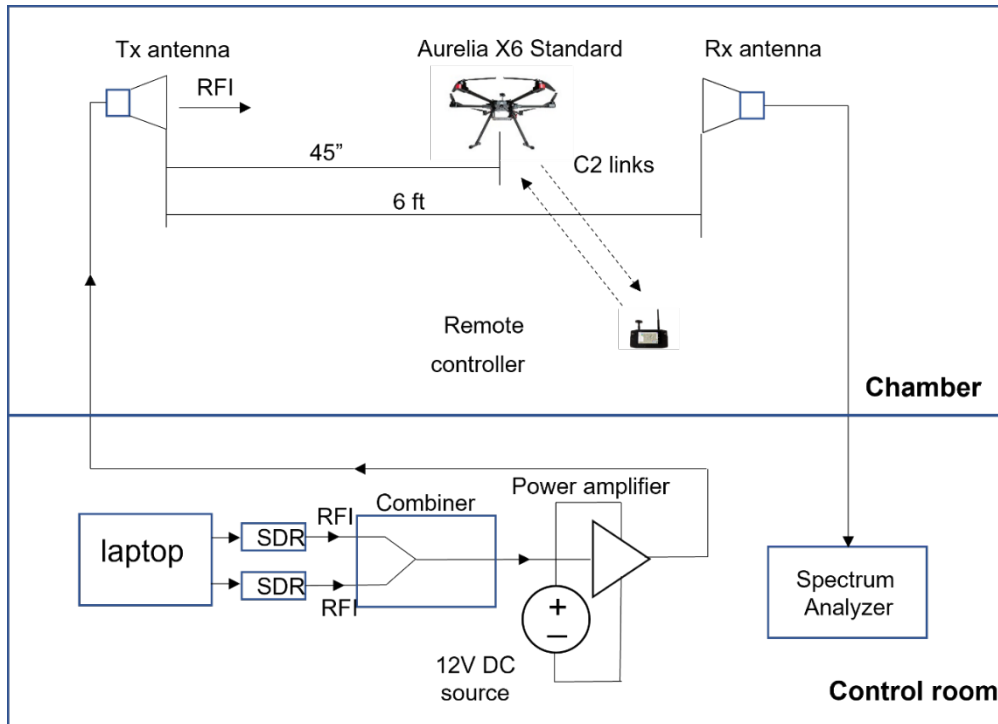 Tx antenna
Aurelia X6 Standard
Rx antenna
RFI
45”
C2 links
6 ft
Remote
controller
Chamber
Power amplifier
Combiner
RFI
laptop
SDR
SDR
RFI
+
−
Spectrum
Analyzer
12V DC
source
Control room